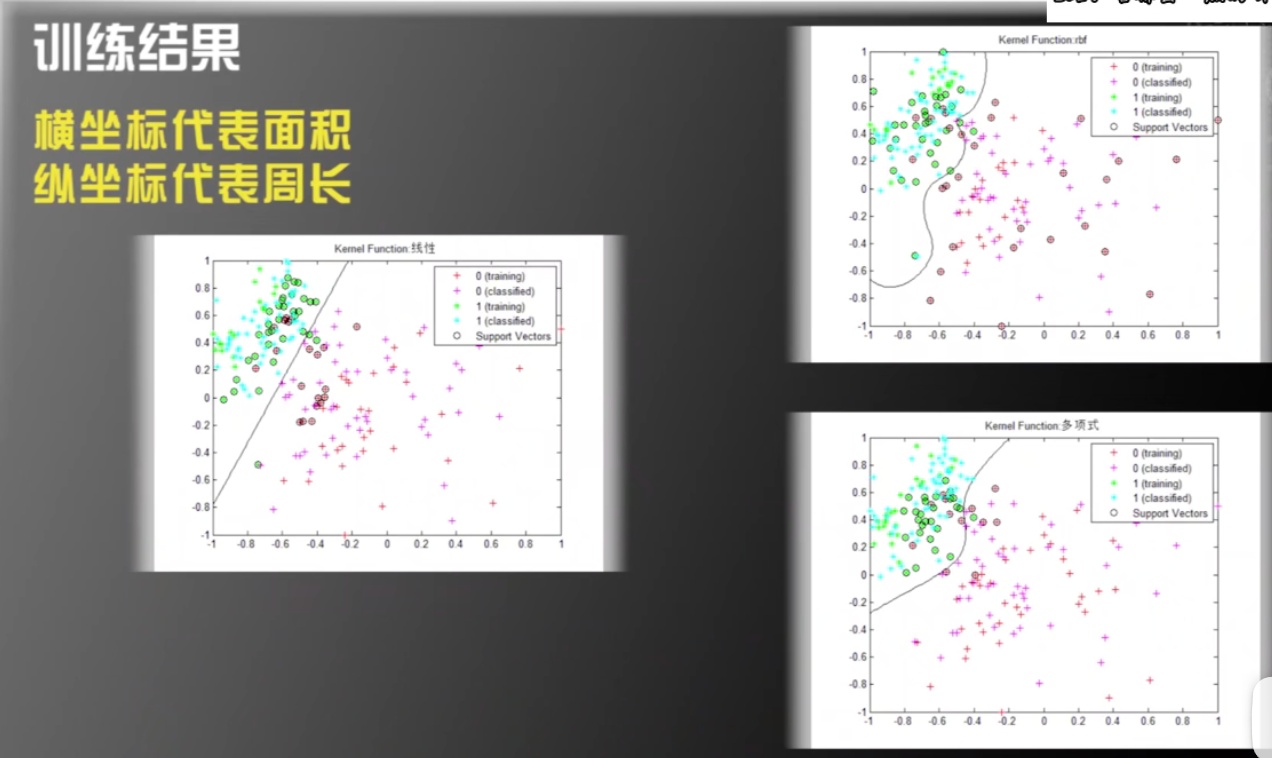 训练结果
横坐标代表面积
纵坐标代表周长
Kernel Function:线性
0 (training)
0 (classified)
1 (training)
1 (classified)
Support Vectors
1
0.8
0.6
0.4
0.2
0
-0.2
-0.4
-0.6
-0.8
-1
-1 -0.8 -0.6 -0.4 -0.2 0 0.2 0.4 0.6 0.8 1
Kernel Function:rbf
0 (training)
0 (classified)
1 (training)
1 (classified)
Support Vectors
1
0.8
0.6
0.4
0.2
0
-0.2
-0.4
-0.6
-0.8
-1
-1 -0.8 -0.6 -0.4 -0.2 0 0.2 0.4 0.6 0.8 1
Kernel Function:多项式
0 (training)
0 (classified)
1 (training)
1 (classified)
Support Vectors
1
0.8
0.6
0.4
0.2
0
-0.2
-0.4
-0.6
-0.8
-1
-1 -0.8 -0.6 -0.4 -0.2 0 0.2 0.4 0.6 0.8 1